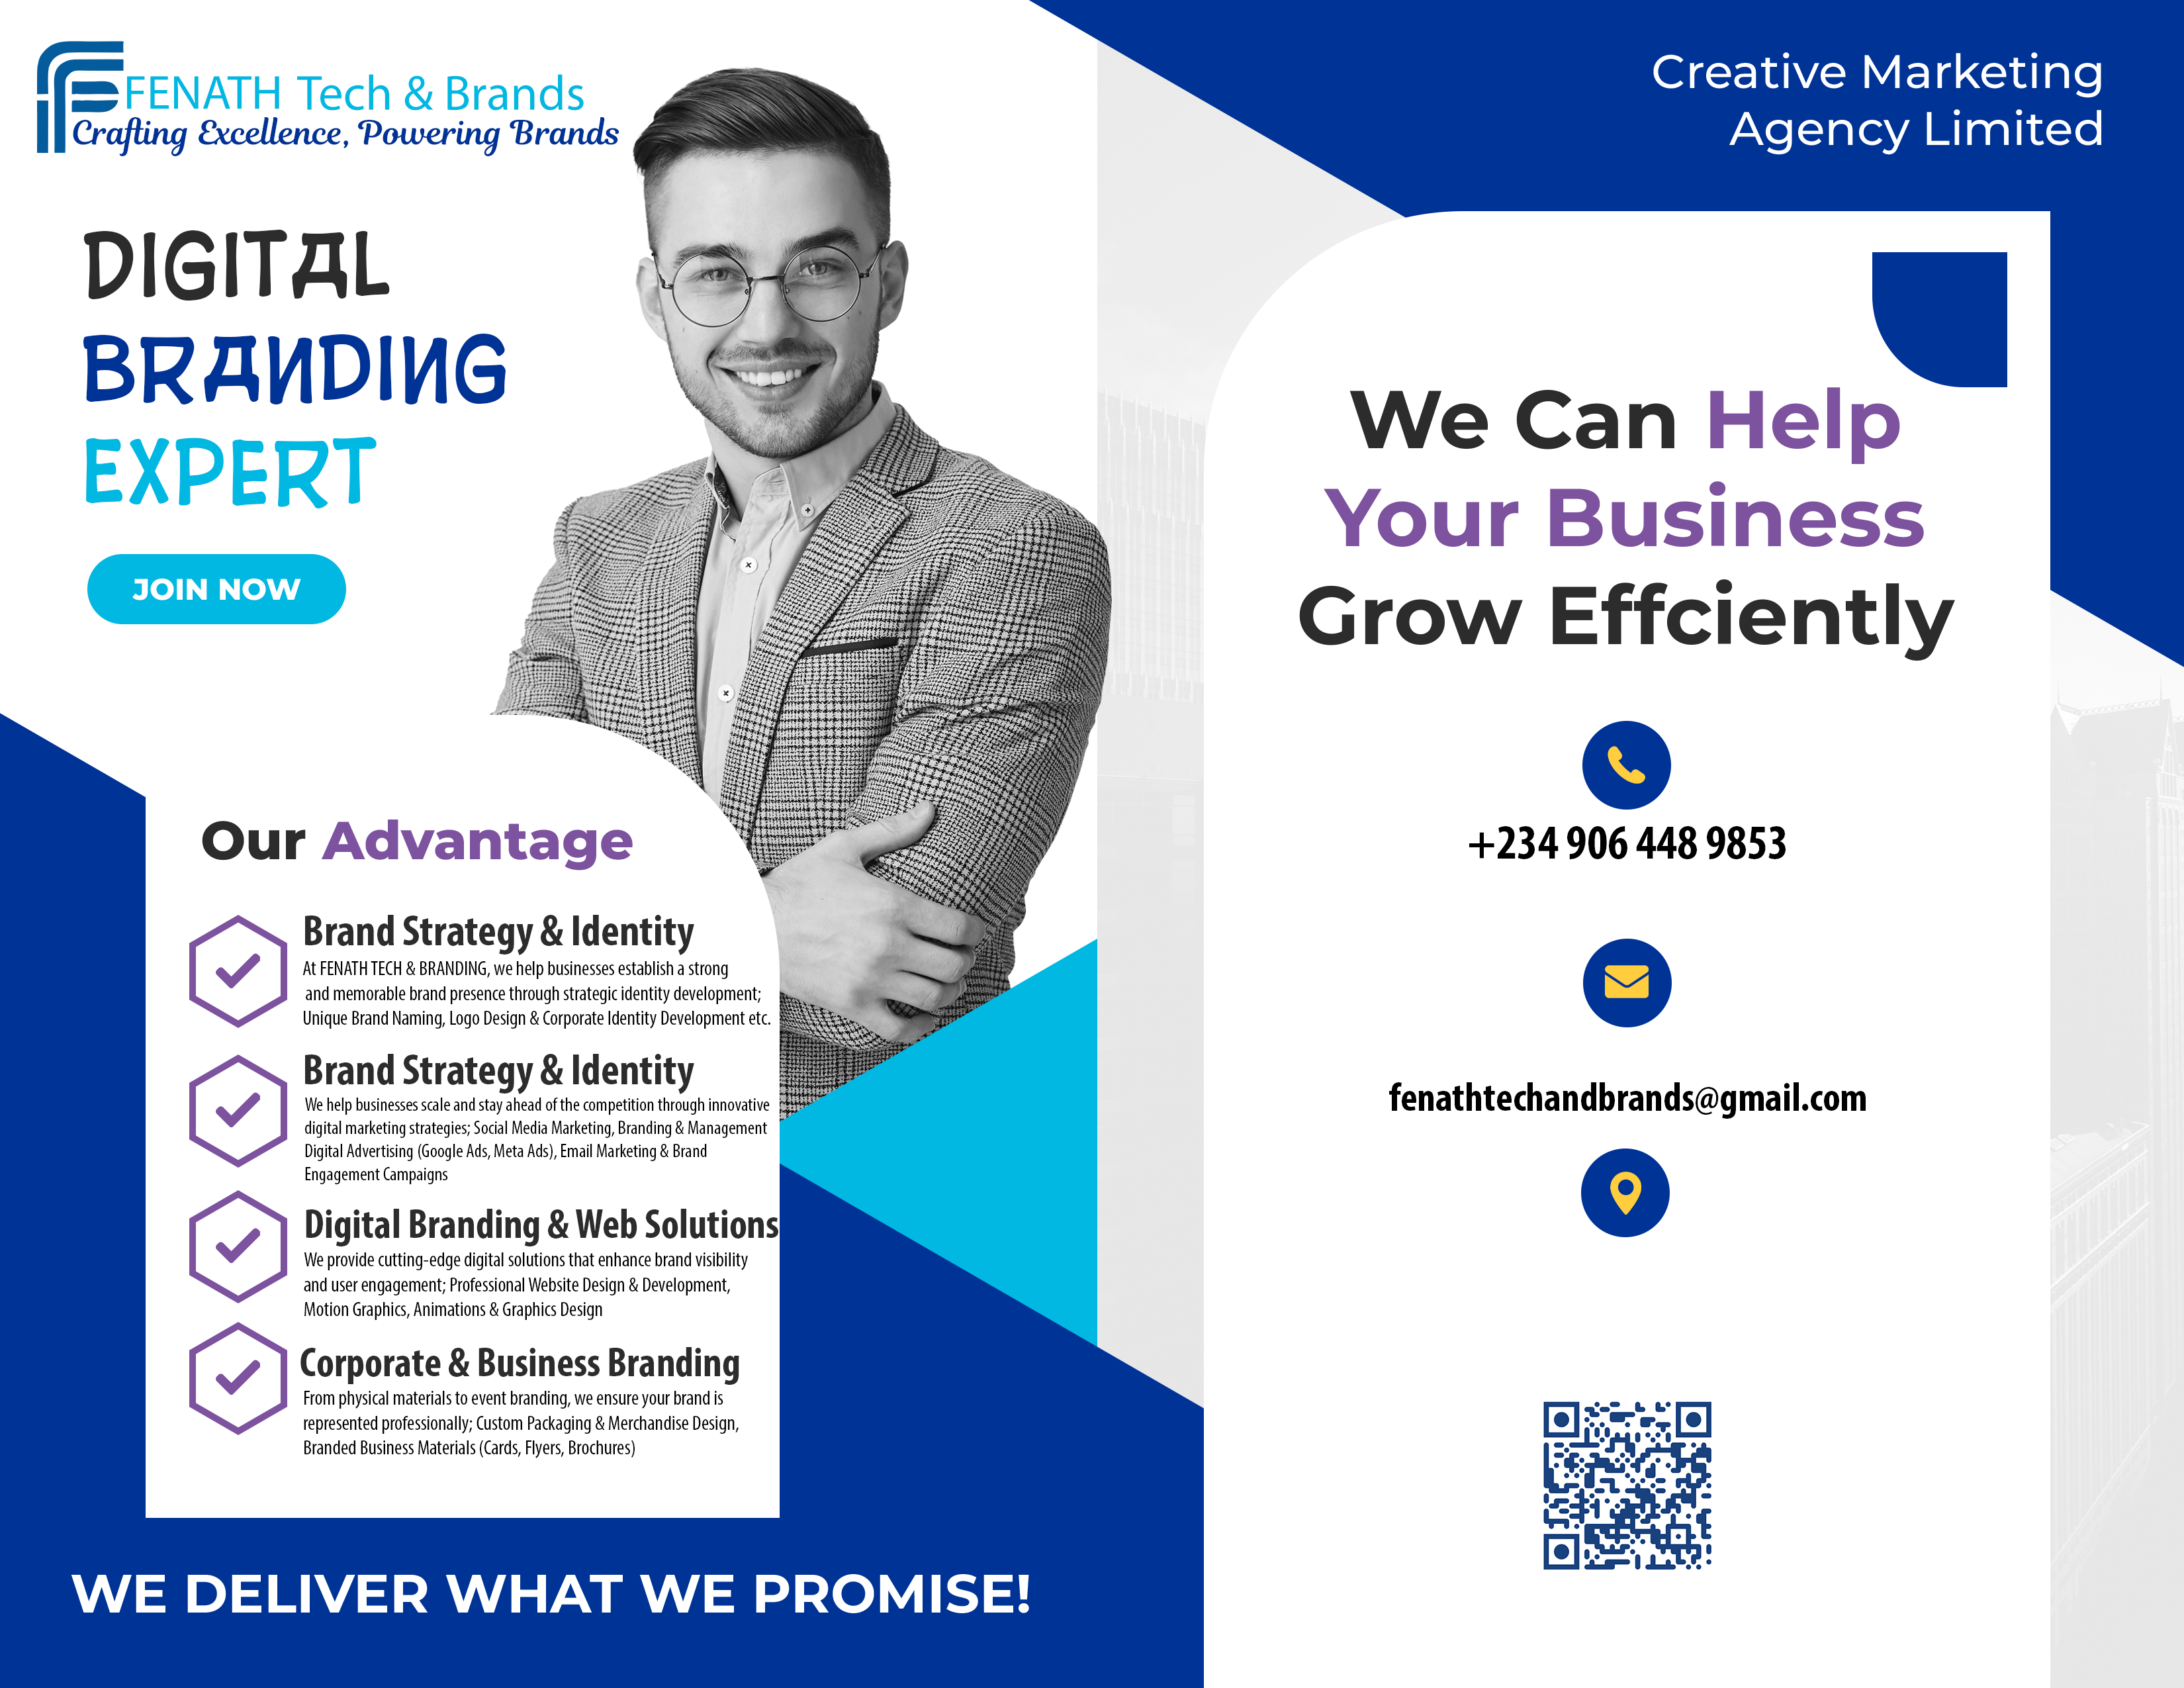 FENATH Tech & Brands
Crafting Excellence, Powering Brands
DIGITAL
BRANDING
EXPERT
JOIN NOW
Our Advantage
Brand Strategy & Identity
At FENATH TECH & BRANDING, we help businesses establish a strong
and memorable brand presence through strategic identity development;
Unique Brand Naming, Logo Design & Corporate Identity Development etc.
Brand Strategy & Identity
We help businesses scale and stay ahead of the competition through innovative
digital marketing strategies; Social Media Marketing, Branding & Management
Digital Advertising (Google Ads, Meta Ads), Email Marketing & Brand
Engagement Campaigns
Digital Branding & Web Solutions
We provide cutting-edge digital solutions that enhance brand visibility
and user engagement; Professional Website Design & Development,
Motion Graphics, Animations & Graphics Design
Corporate & Business Branding
From physical materials to event branding, we ensure your brand is
represented professionally; Custom Packaging & Merchandise Design,
Branded Business Materials (Cards, Flyers, Brochures)
WE DELIVER WHAT WE PROMISE!
Creative Marketing
Agency Limited
We Can Help
Your Business
Grow Effciently
+234 906 448 9853
fenathtechandbrands@gmail.com